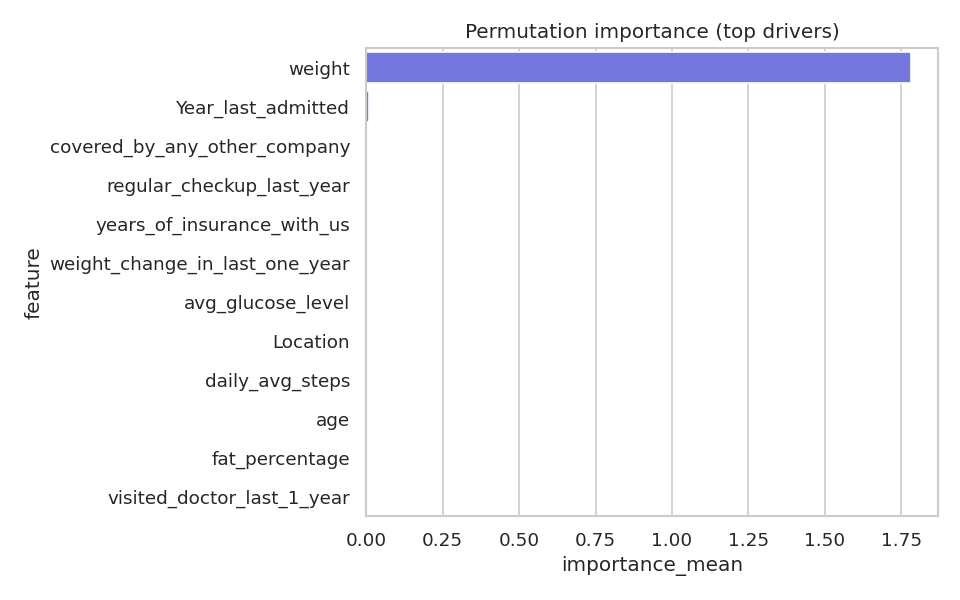 Permutation importance (top drivers)
weight
Year_last_admitted
covered_by_any_other_company
regular_checkup_last_year
years_of_insurance_with_us
weight_change_in_last_one_year
avg_glucose_level
Location
daily_avg_steps
age
fat_percentage
visited_doctor_last_1_year
feature
0.00 0.25 0.50 0.75 1.00 1.25 1.50 1.75
importance_mean